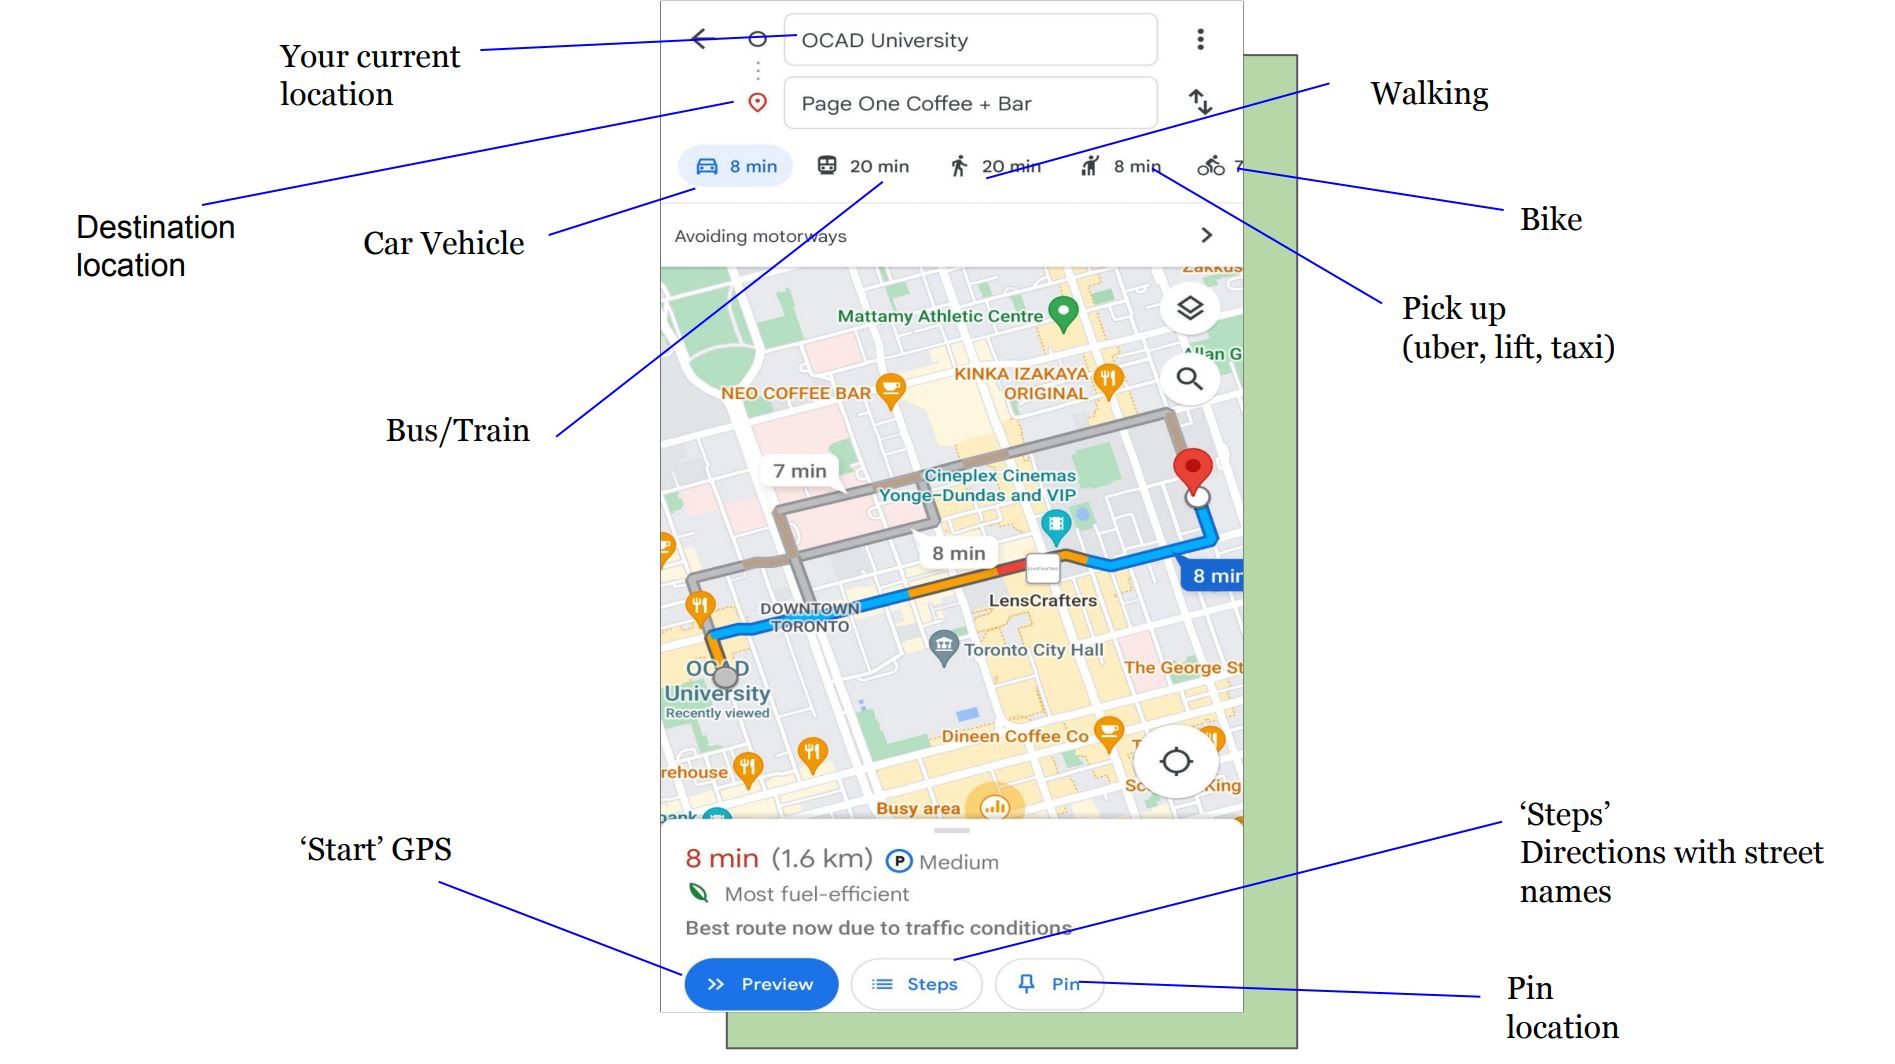 Your current
location
Destination
location
Car Vehicle
Bus/Train
‘Start’ GPS
OCAD University
Page One Coffee + Bar
8 min
20 min
20 min
8 min
7
Avoiding motorways
Zakkus
Mattamy Athletic Centre
Allan G
KINKA IZAKAYA
ORIGINAL
NEO COFFEE BAR
7 min
Cineplex Cinemas
Yonge-Dundas and VIP
8 min
8 min
LensCrafters
DOWNTOWN
TORONTO
Toronto City Hall
OCAD
University
Recently viewed
The George St
Dineen Coffee Co
rehouse
King
Busy area
bank
8 min (1.6 km) P Medium
Most fuel-efficient
Best route now due to traffic conditions
Preview
Steps
Pin
Walking
Bike
Pick up
(uber, lift, taxi)
‘Steps’
Directions with street
names
Pin
location